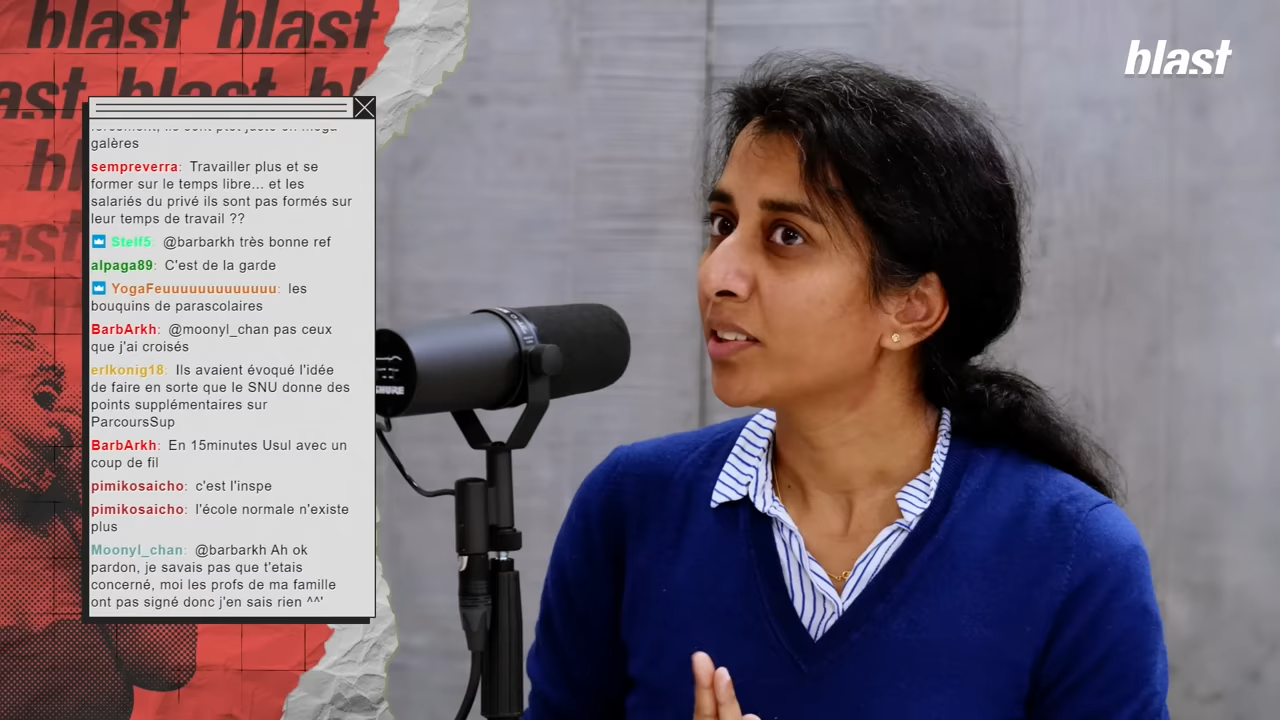 blast blast
ast blast bl
bl
ast
blast
galères
sempreverra: Travailler plus et se
former sur le temps libre... et les
salariés du privé ils sont pas formés sur
leur temps de travail ??
Stelf5: @barbarkh très bonne ref
alpaga89: C'est de la garde
YogaFeuuuuuuuuuuuuu: les
bouquins de parascolaires
BarbArkh: @moonyl_chan pas ceux
que j'ai croisés
erlkonig18: Ils avaient évoqué l'idée
de faire en sorte que le SNU donne des
points supplémentaires sur
ParcoursSup
BarbArkh: En 15minutes Usul avec un
coup de fil
pimikosaicho: c'est l'inspe
pimikosaicho: l'école normale n'existe
plus
Moonyl_chan: @barbarkh Ah ok
pardon, je savais pas que t'etais
concerné, moi les profs de ma famille
ont pas signé donc j'en sais rien ^^'
SHURE